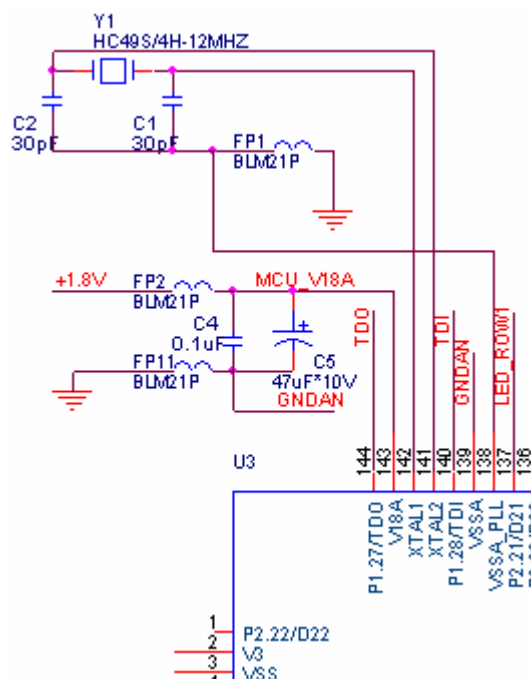 Y1
HC49S/4H-12MHZ
C2
30pF
C1
30pF
FP1
BLM21P
+1.8V
FP2
BLM21P
MCU_V18A
C4
0.1uF
C5
47uF*10V
FP11
BLM21P
GNDAN
TDO
TDI
GNDAN
LED_ROW1
U3
144
143
142
141
140
139
138
137
136
P1.27/TDO
V18A
XTAL1
XTAL2
P1.28/TDI
VSSA
VSSA_PLL
P2.21/D21
1
P2.22/D22
2
V3
3
VSS